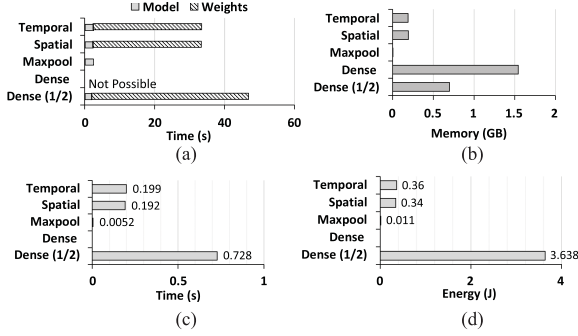 Model Weights
Temporal
Spatial
Maxpool
Dense
Not Possible
Dense (1/2)
0 20 40 60
Time (s)
(a)
Temporal
Spatial
Maxpool
Dense
Dense (1/2)
0 0.5 1 1.5 2
Memory (GB)
(b)
Temporal 0.199
Spatial 0.192
Maxpool 0.0052
Dense
Dense (1/2) 0.728
0 0.5 1
Time (s)
(c)
Temporal 0.36
Spatial 0.34
Maxpool 0.011
Dense
Dense (1/2) 3.638
0 2 4
Energy (J)
(d)